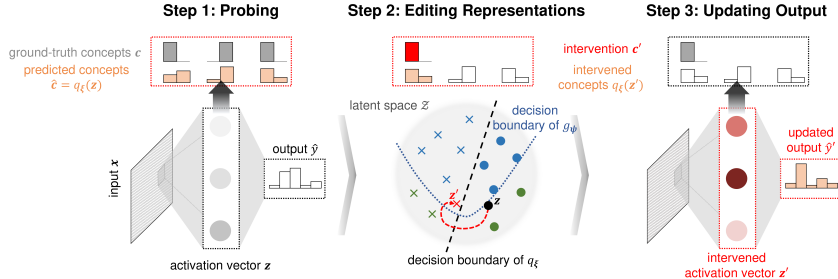 Step 1: Probing
ground-truth concepts c
predicted concepts
ĉ = qξ(z)
input x
output ŷ
activation vector z
Step 2: Editing Representations
intervention c′
intervened
concepts qξ(z′)
latent space Z
decision
boundary of gψ
z′
z
decision boundary of qξ
Step 3: Updating Output
updated
output ŷ′
intervened
activation vector z′